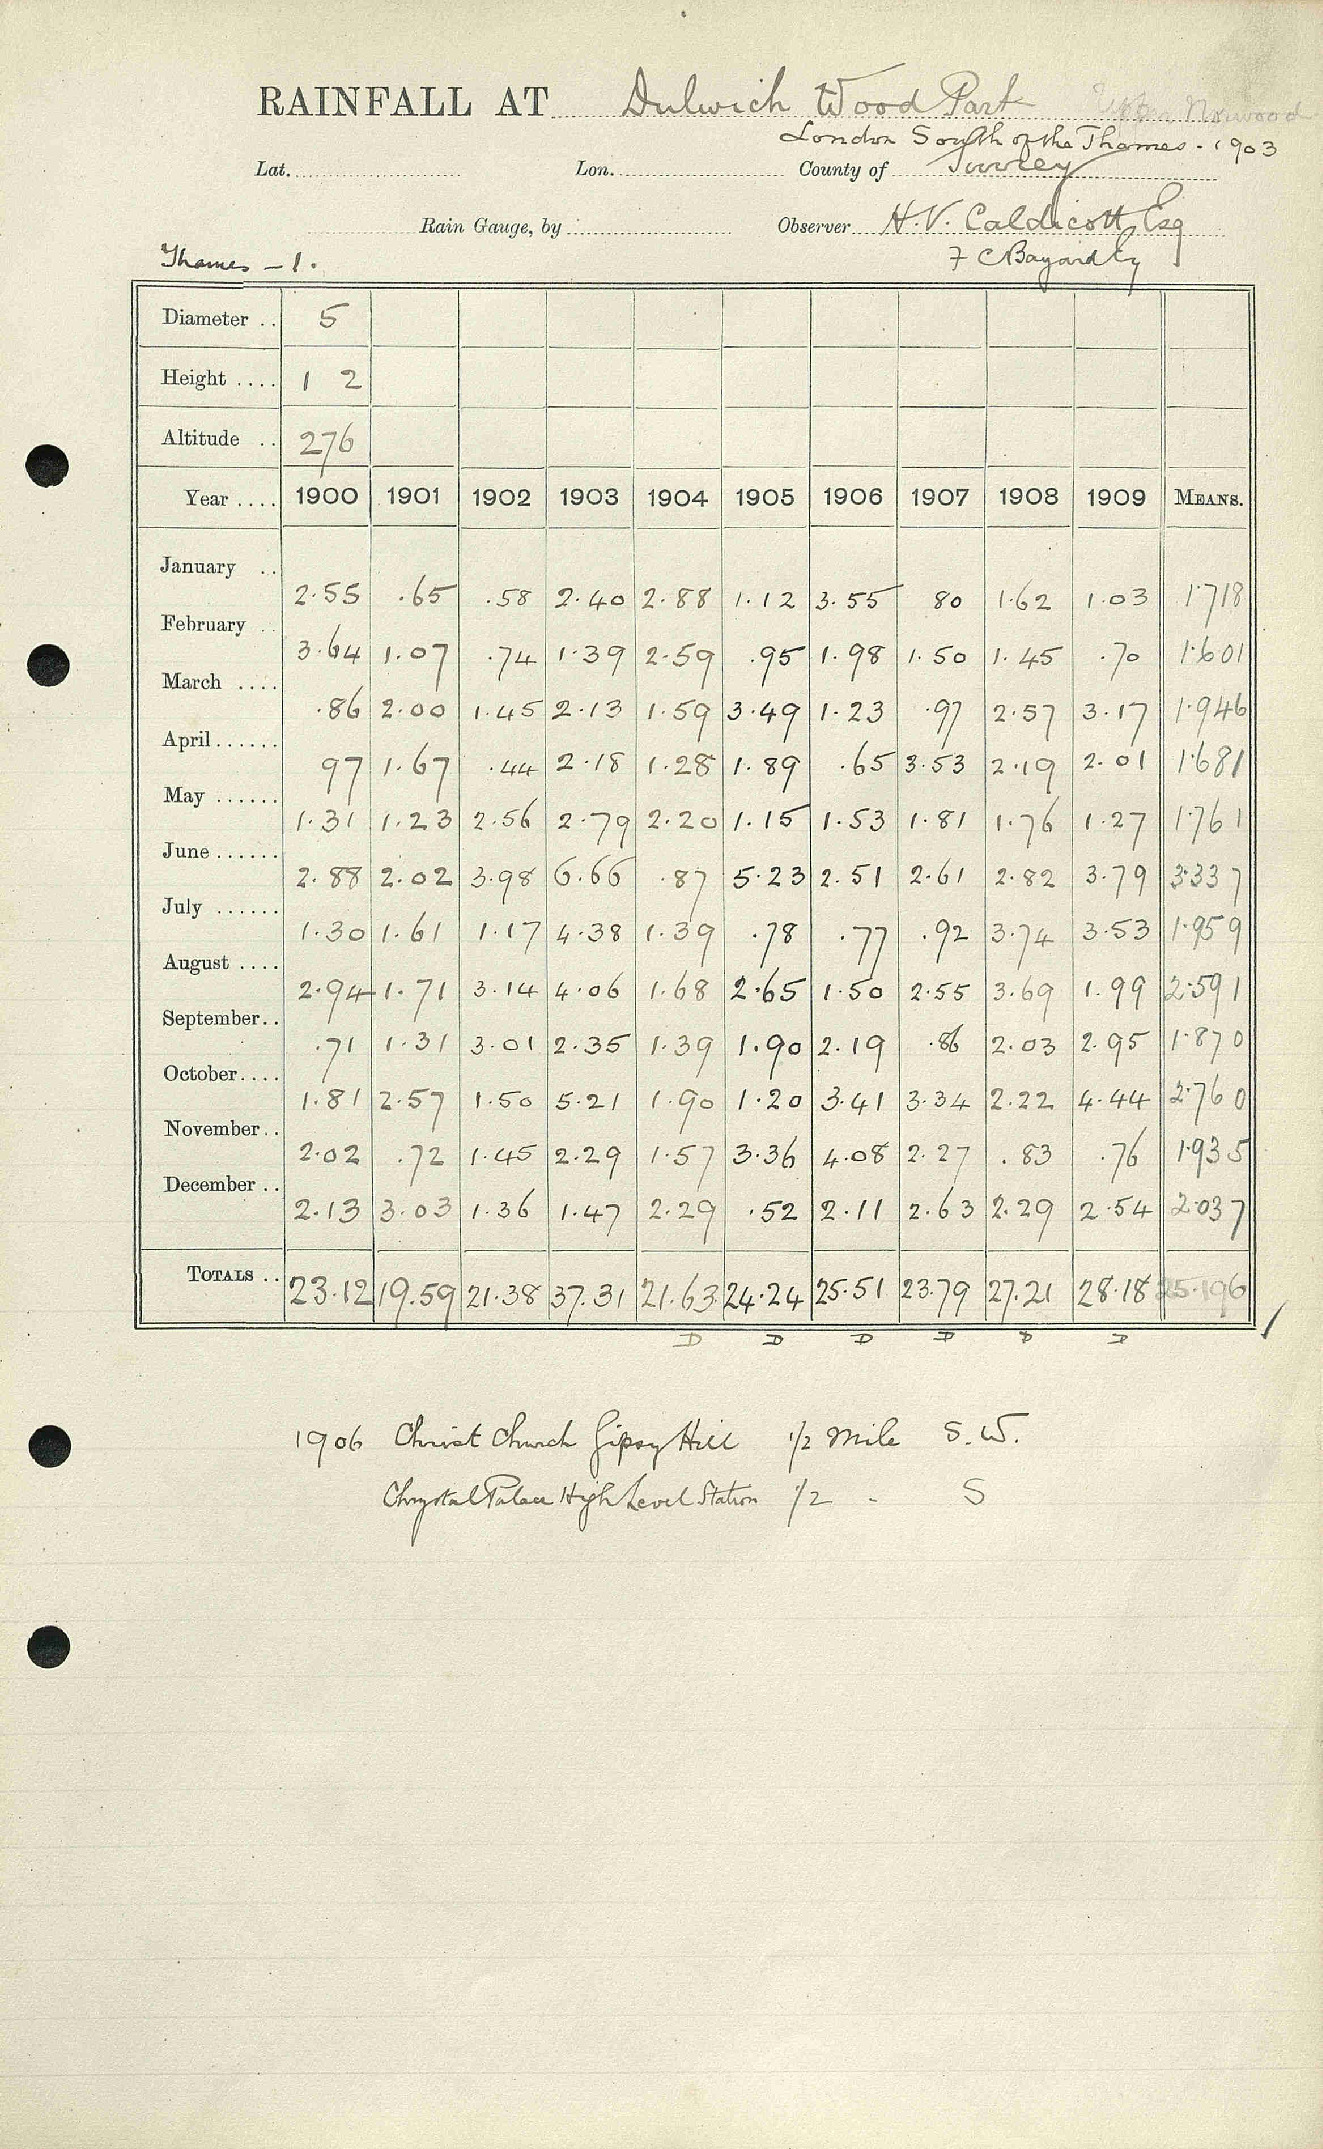 RAINFALL AT Dulwich Wood Park Upper Norwood
London South of the Thames - 1903
Lat. Lon. County of Surrey
Rain Gauge, by Observer H.V. Caldicott Esq
Thames - 1. F C Bayard Esq
Diameter .. 5
Height .... 1 2
Altitude .. 276
Year .... 1900 1901 1902 1903 1904 1905 1906 1907 1908 1909 MEANS.
January .. 2.55 .65 .58 2.40 2.88 1.12 3.55 80 1.62 1.03 1.718
February .. 3.64 1.07 .74 1.39 2.59 .95 1.98 1.50 1.45 .70 1.601
March .... .86 2.00 1.45 2.13 1.59 3.49 1.23 .97 2.57 3.17 1.946
April...... 97 1.67 .44 2.18 1.28 1.89 .65 3.53 2.19 2.01 1.681
May ...... 1.31 1.23 2.56 2.79 2.20 1.15 1.53 1.81 1.76 1.27 1.761
June ...... 2.88 2.02 3.98 6.66 .87 5.23 2.51 2.61 2.82 3.79 3.337
July ...... 1.30 1.61 1.17 4.38 1.39 .78 .77 .92 3.74 3.53 1.959
August .... 2.94 1.71 3.14 4.06 1.68 2.65 1.50 2.55 3.69 1.99 2.591
September.. .71 1.31 3.01 2.35 1.39 1.90 2.19 .86 2.03 2.95 1.870
October.... 1.81 2.57 1.50 5.21 1.90 1.20 3.41 3.34 2.22 4.44 2.760
November.. 2.02 .72 1.45 2.29 1.57 3.36 4.08 2.27 .83 .76 1.935
December .. 2.13 3.03 1.36 1.47 2.29 .52 2.11 2.63 2.29 2.54 2.037
TOTALS .. 23.12 19.59 21.38 37.31 21.63 24.24 25.51 23.79 27.21 28.18 25.196
D D D D D D
1906 Christ Church Gipsy Hill 1/2 Mile S.W.
Chrystal Palace High Level Station 1/2 - S